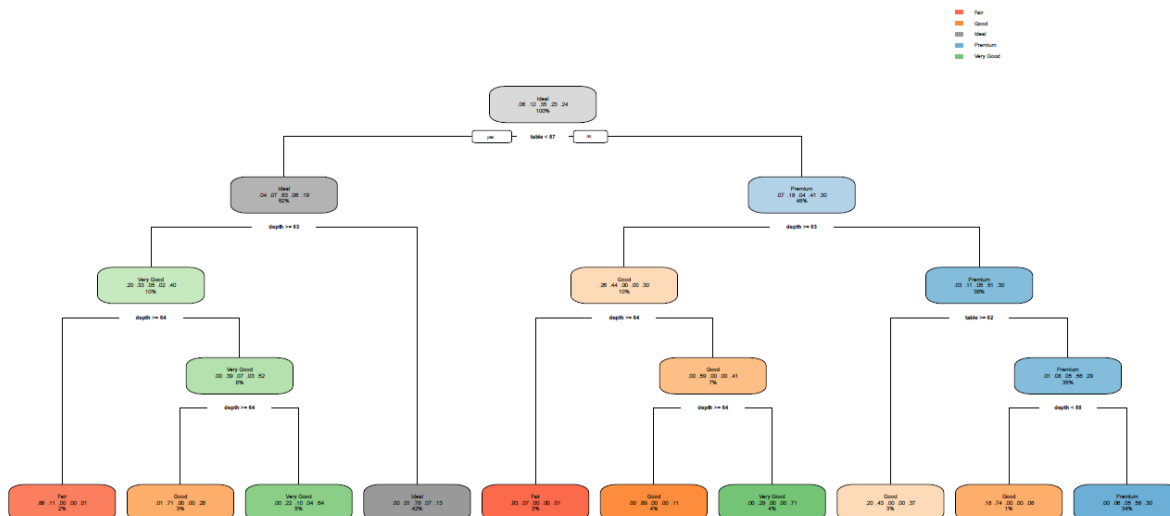 Fair
Good
Ideal
Premium
Very Good
Ideal
.06 .12 .35 .23 .24
100%
yes table < 57 no
Ideal
.04 .07 .63 .08 .19
52%
Premium
.07 .18 .04 .41 .30
48%
depth >= 63
depth >= 63
Very Good
.20 .33 .05 .02 .40
10%
Good
.26 .44 .00 .00 .30
10%
Premium
.03 .11 .05 .51 .30
38%
depth >= 64
depth >= 64
table >= 62
Very Good
.00 .39 .07 .03 .52
8%
Good
.00 .59 .00 .00 .41
7%
Premium
.01 .08 .05 .56 .29
35%
depth >= 64
depth >= 64
depth < 58
Fair
.88 .11 .00 .00 .01
2%
Good
.01 .71 .00 .00 .28
3%
Very Good
.00 .22 .10 .04 .64
5%
Ideal
.00 .01 .78 .07 .13
42%
Fair
.93 .07 .00 .00 .01
3%
Good
.00 .89 .00 .00 .11
4%
Very Good
.00 .29 .00 .00 .71
4%
Good
.20 .43 .00 .00 .37
3%
Good
.18 .74 .00 .00 .08
1%
Premium
.00 .06 .05 .58 .30
34%